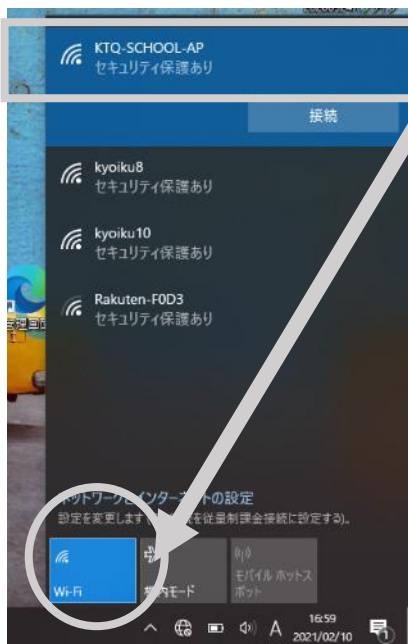 KTQ-SCHOOL-AP
セキュリティ保護あり
接続
kyoiku8
セキュリティ保護あり
kyoiku10
セキュリティ保護あり
Rakuten-F0D3
セキュリティ保護あり
ネットワークとインターネットの設定
設定を変更します を従量制課金接続に設定する)。
Wi-Fi
機内モード
モバイル ホットス
ポット
A
16:59
2021/02/10
1